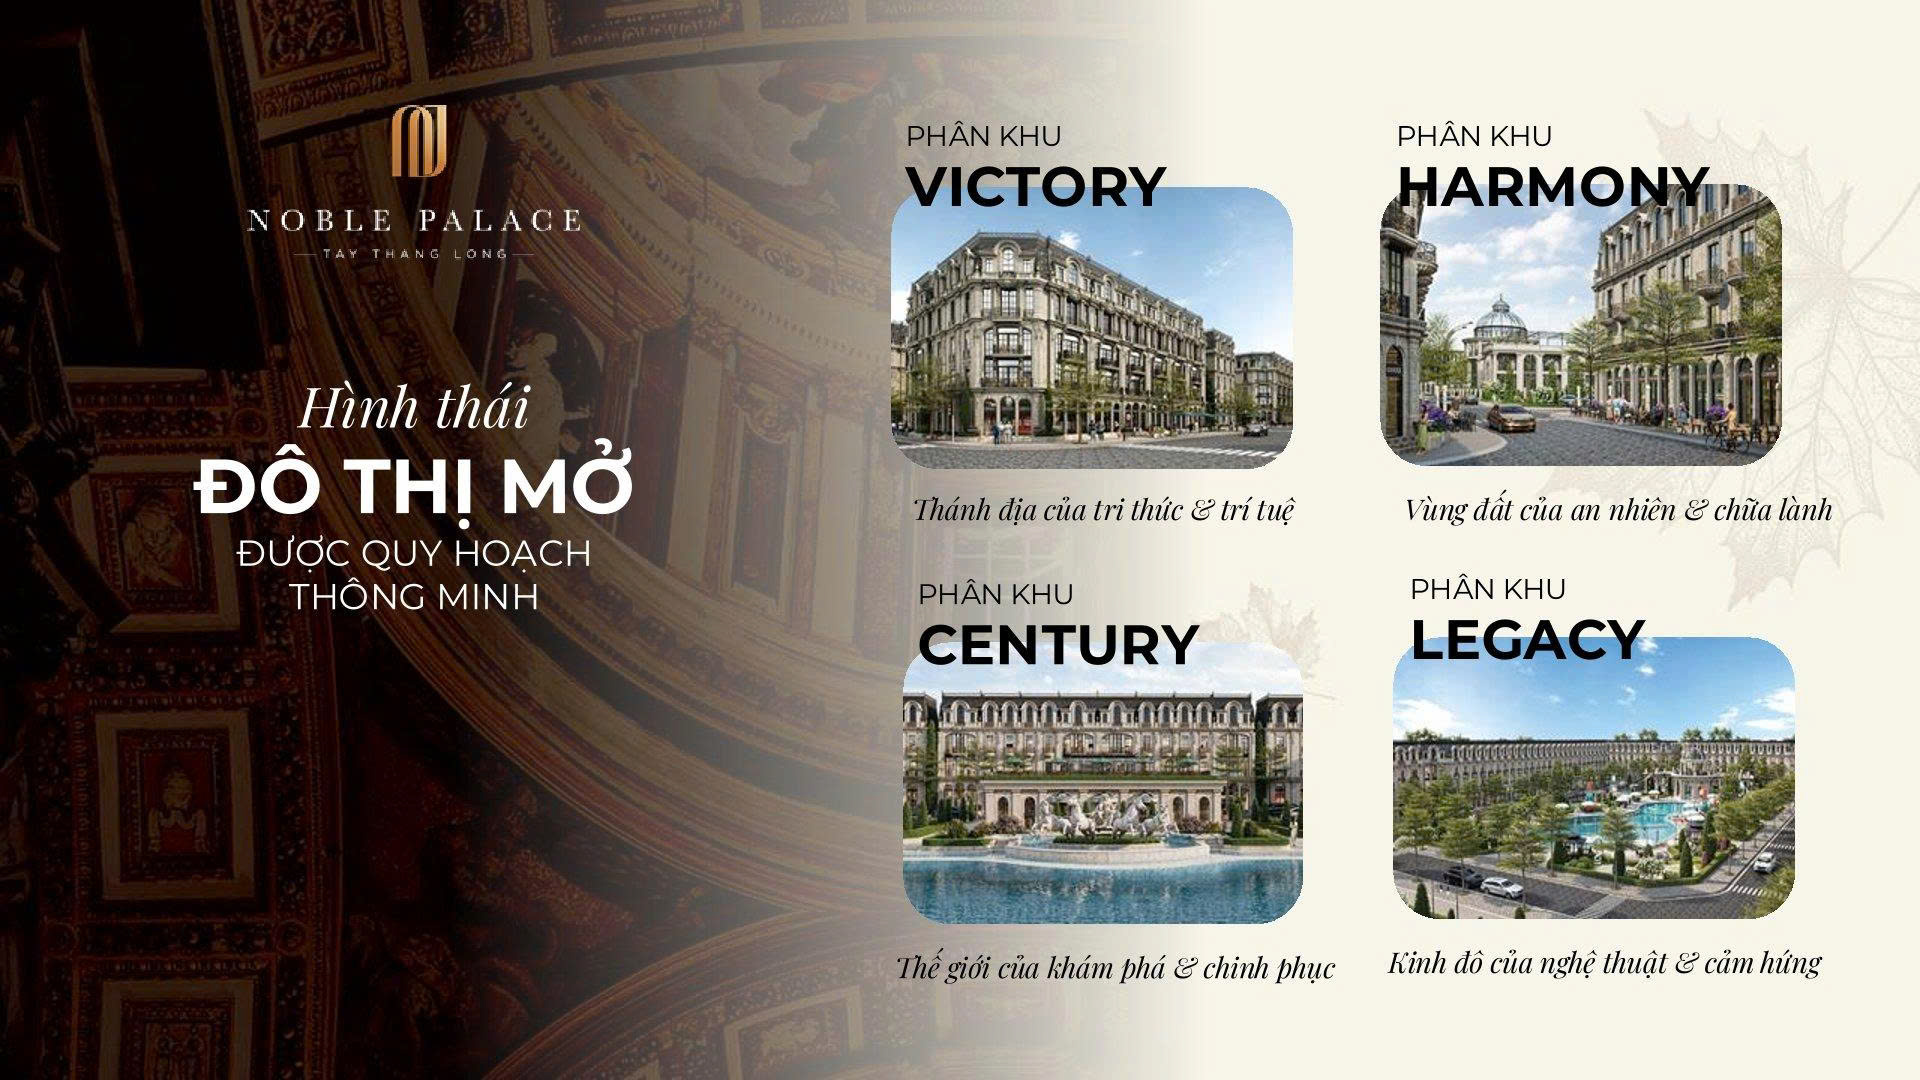 NOBLE PALACE
TAY THANG LONG
Hình thái
ĐÔ THỊ MỞ
ĐƯỢC QUY HOẠCH
THÔNG MINH
PHÂN KHU
VICTORY
Thánh địa của tri thức & trí tuệ
PHÂN KHU
HARMONY
Vùng đất của an nhiên & chữa lành
PHÂN KHU
CENTURY
Thế giới của khám phá & chinh phục
PHÂN KHU
LEGACY
Kinh đô của nghệ thuật & cảm hứng